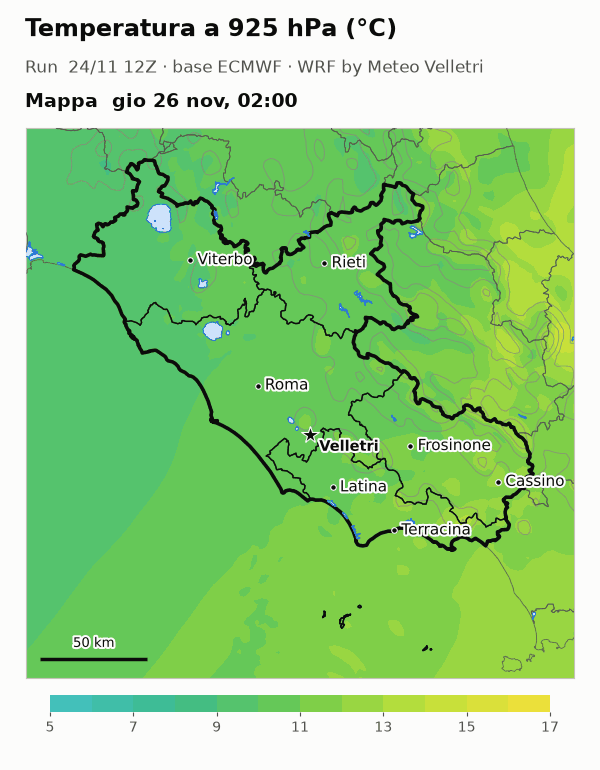 Temperatura a 925 hPa (°C)
Run  24/11 12Z · base ECMWF · WRF by Meteo Velletri
Mappa  gio 26 nov, 02:00
Viterbo
Rieti
Roma
Velletri
Frosinone
Cassino
Latina
Terracina
50 km
5 7 9 11 13 15 17